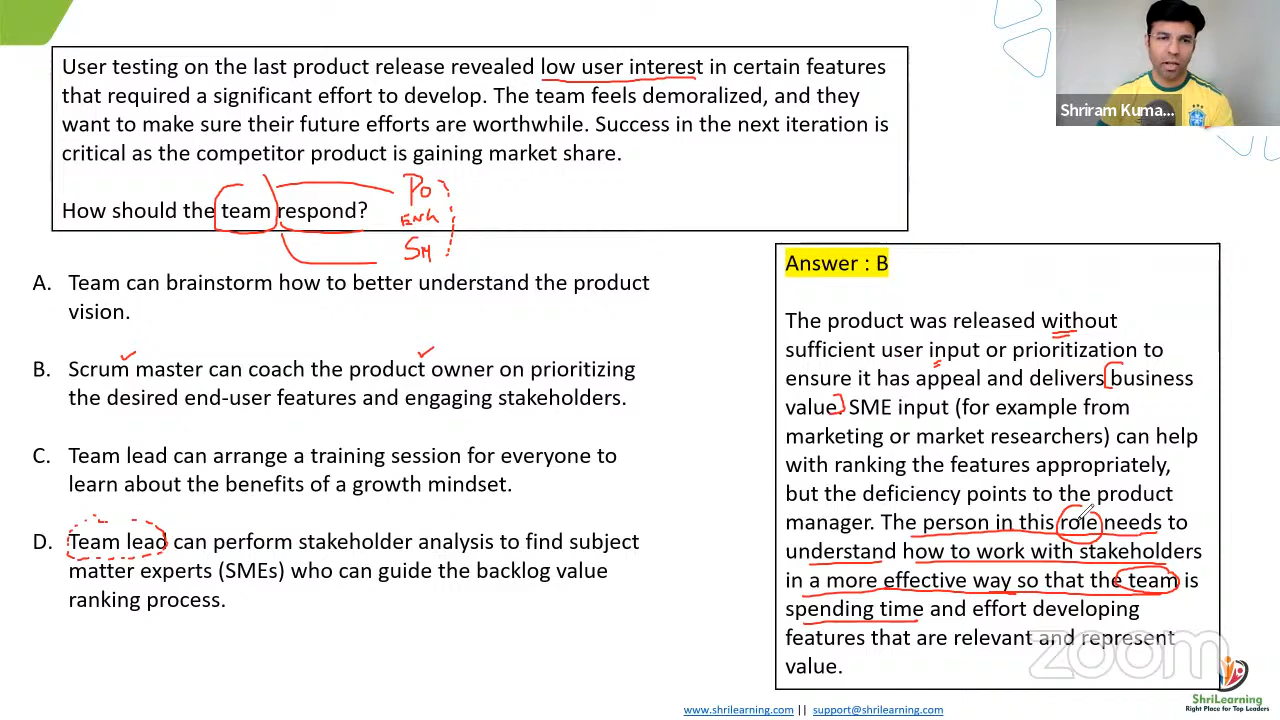 User testing on the last product release revealed low user interest in certain features
that required a significant effort to develop. The team feels demoralized, and they
want to make sure their future efforts are worthwhile. Success in the next iteration is
critical as the competitor product is gaining market share.
How should the team respond?
PO
ENG
SM
A. Team can brainstorm how to better understand the product
vision.
B. Scrum master can coach the product owner on prioritizing
the desired end-user features and engaging stakeholders.
C. Team lead can arrange a training session for everyone to
learn about the benefits of a growth mindset.
D. Team lead can perform stakeholder analysis to find subject
matter experts (SMEs) who can guide the backlog value
ranking process.
Shriram Kuma...
Answer : B
The product was released without
sufficient user input or prioritization to
ensure it has appeal and delivers business
value. SME input (for example from
marketing or market researchers) can help
with ranking the features appropriately,
but the deficiency points to the product
manager. The person in this role needs to
understand how to work with stakeholders
in a more effective way so that the team is
spending time and effort developing
features that are relevant and represent
value.
zoom
ShriLearning
Right Place for Top Leaders
www.shrilearning.com || support@shrilearning.com